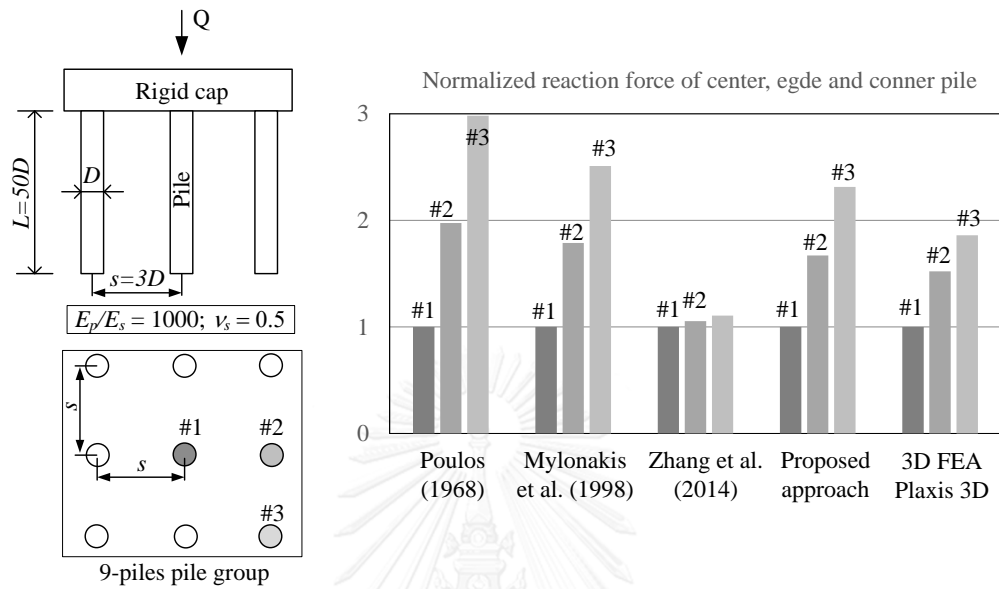 Q
Rigid cap
L=50D
D
Pile
s=3D
Ep/Es = 1000; νs = 0.5
s
#1
#2
s
#3
9-piles pile group
Normalized reaction force of center, egde and conner pile
3
2
1
0
#1
#2
#3
#1
#2
#3
#1
#2
#1
#2
#3
#1
#2
#3
Poulos
(1968)
Mylonakis
et al. (1998)
Zhang et al.
(2014)
Proposed
approach
3D FEA
Plaxis 3D